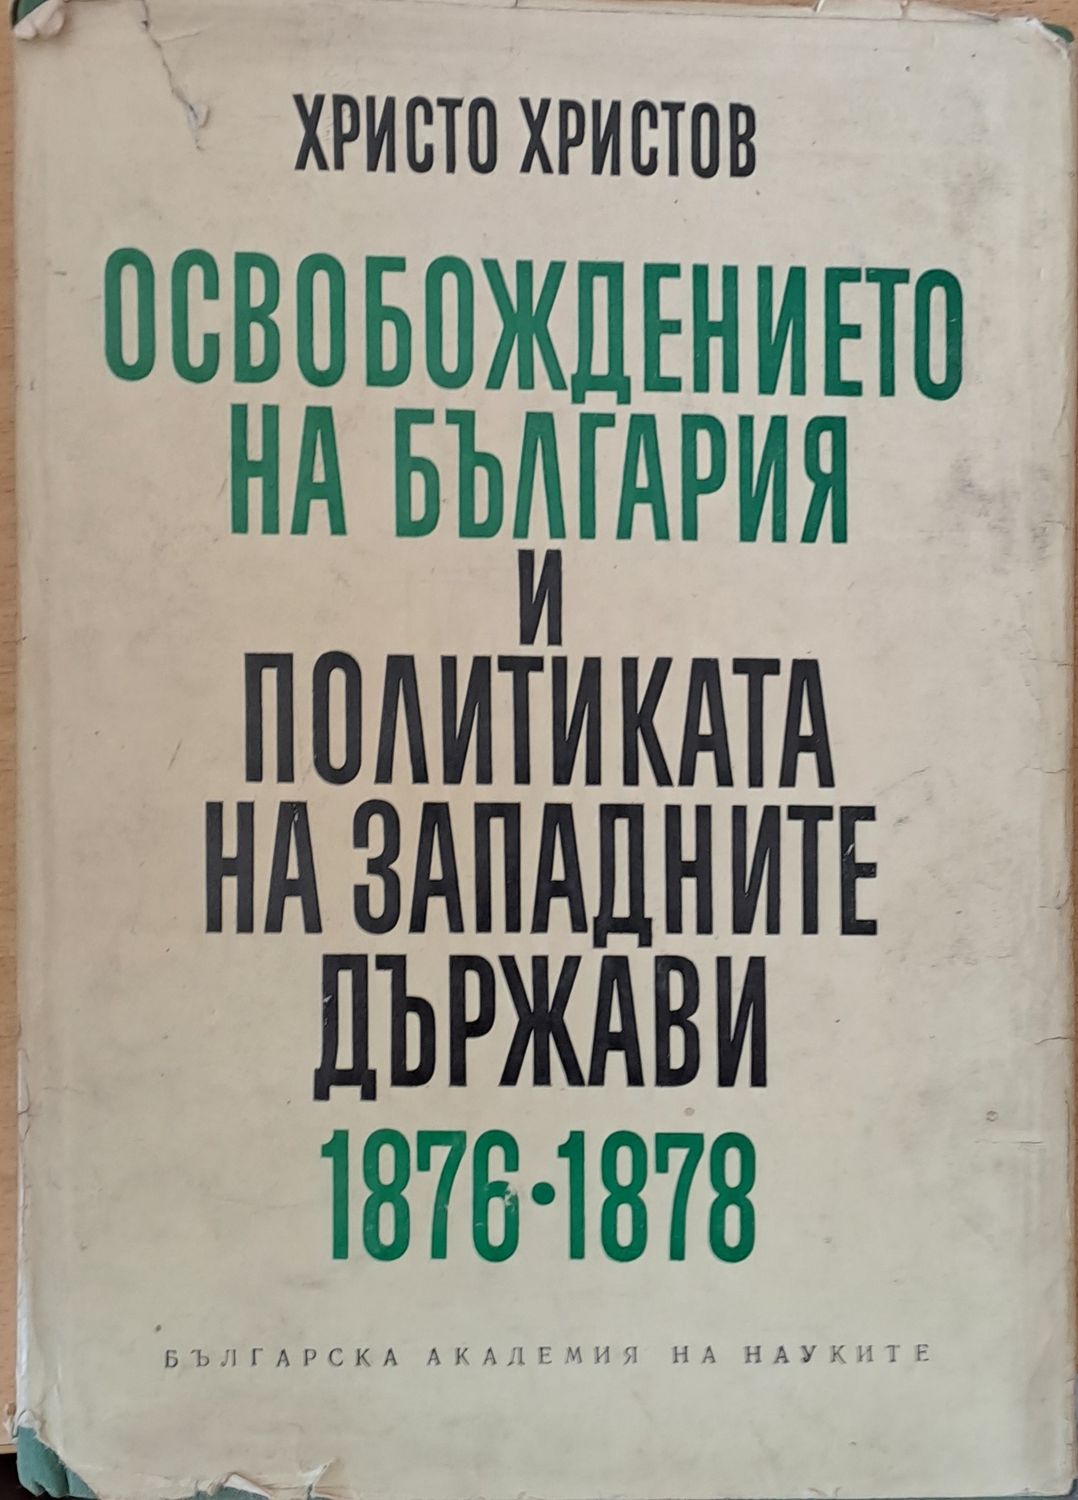 ХРИСТО ХРИСТОВ
ОСВОБОЖДЕНИЕТО
НА БЪЛГАРИЯ
И
ПОЛИТИКАТА
НА ЗАПАДНИТЕ
ДЪРЖАВИ
1876•1878
БЪЛГАРСКА АКАДЕМИЯ НА НАУКИТЕ